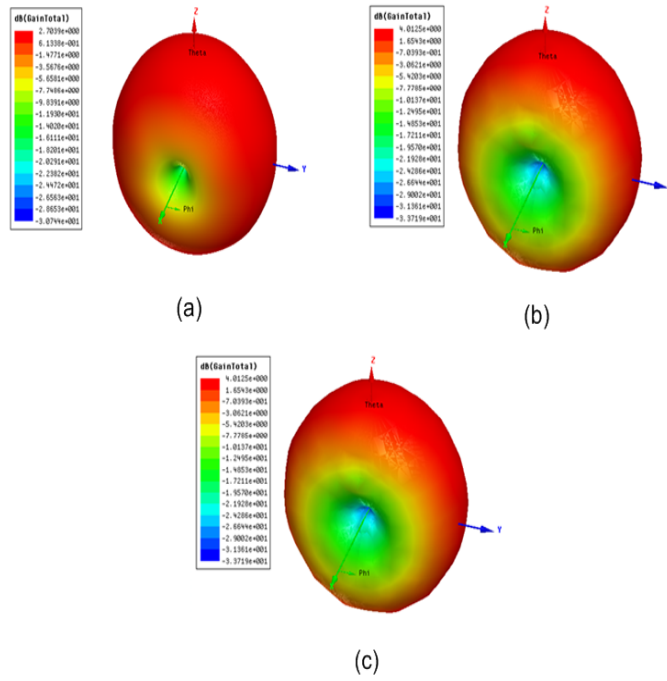 dB(GainTotal)
2.7039e+000
6.1338e-001
-1.4771e+000
-3.5676e+000
-5.6581e+000
-7.7486e+000
-9.8391e+000
-1.1930e+001
-1.4020e+001
-1.6111e+001
-1.8201e+001
-2.0291e+001
-2.2382e+001
-2.4472e+001
-2.6563e+001
-2.8653e+001
-3.0744e+001
Z
Theta
Y
Phi
(a)
dB(GainTotal)
4.0125e+000
1.6543e+000
-7.0393e-001
-3.0621e+000
-5.4203e+000
-7.7785e+000
-1.0137e+001
-1.2495e+001
-1.4853e+001
-1.7211e+001
-1.9570e+001
-2.1928e+001
-2.4286e+001
-2.6644e+001
-2.9002e+001
-3.1361e+001
-3.3719e+001
Z
Theta
Phi
(b)
dB(GainTotal)
4.0125e+000
1.6543e+000
-7.0393e-001
-3.0621e+000
-5.4203e+000
-7.7785e+000
-1.0137e+001
-1.2495e+001
-1.4853e+001
-1.7211e+001
-1.9570e+001
-2.1928e+001
-2.4286e+001
-2.6644e+001
-2.9002e+001
-3.1361e+001
-3.3719e+001
Z
Theta
Y
Phi
(c)